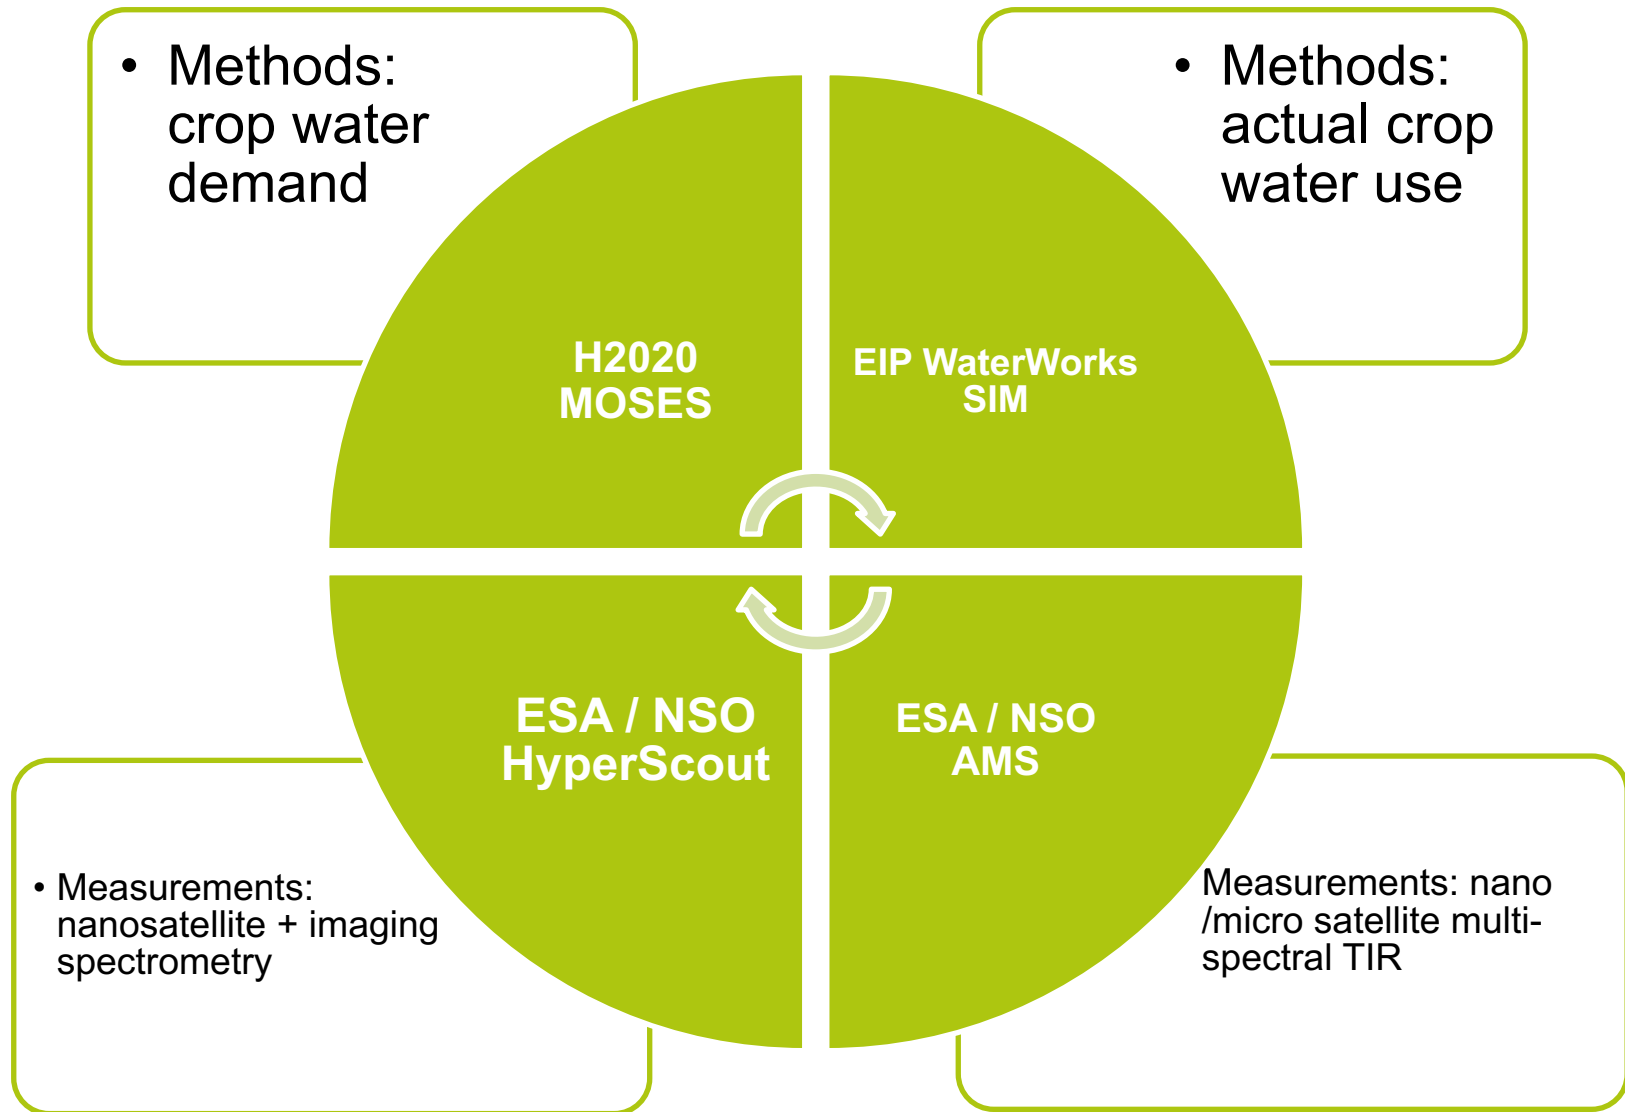 • Methods:
crop water
demand
• Methods:
actual crop
water use
H2020
MOSES
EIP WaterWorks
SIM
ESA / NSO
HyperScout
ESA / NSO
AMS
• Measurements:
nanosatellite + imaging
spectrometry
Measurements: nano
/micro satellite multi-
spectral TIR